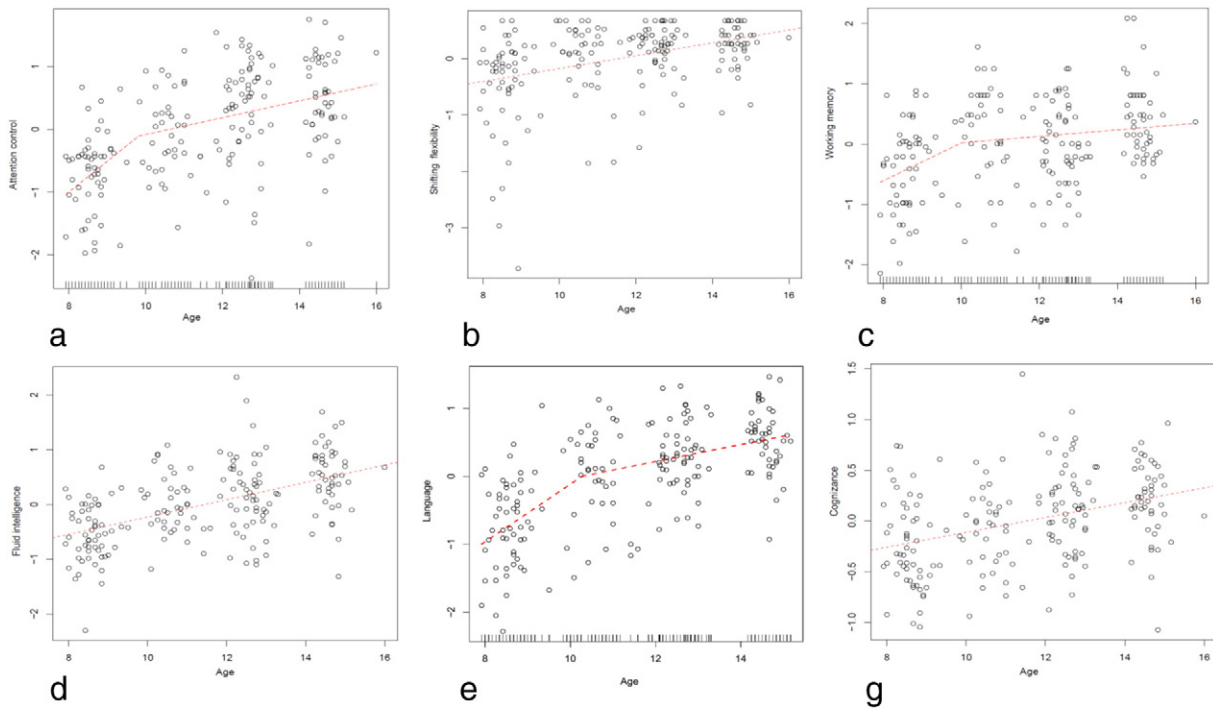 Attention control
2
1
0
−1
−2
8 10 12 14 16
Age
a
Shifting flexibility
0
−1
−3
8 10 12 14 16
Age
b
Working memory
2
1
0
−1
−2
8 10 12 14 16
Age
c
Fluid intelligence
2
1
0
−1
−2
8 10 12 14 16
Age
d
Language
1
0
−1
−2
8 10 12 14
Age
e
Cognizance
1.5
1.0
0.5
0.0
−0.5
−1.0
8 10 12 14 16
Age
g